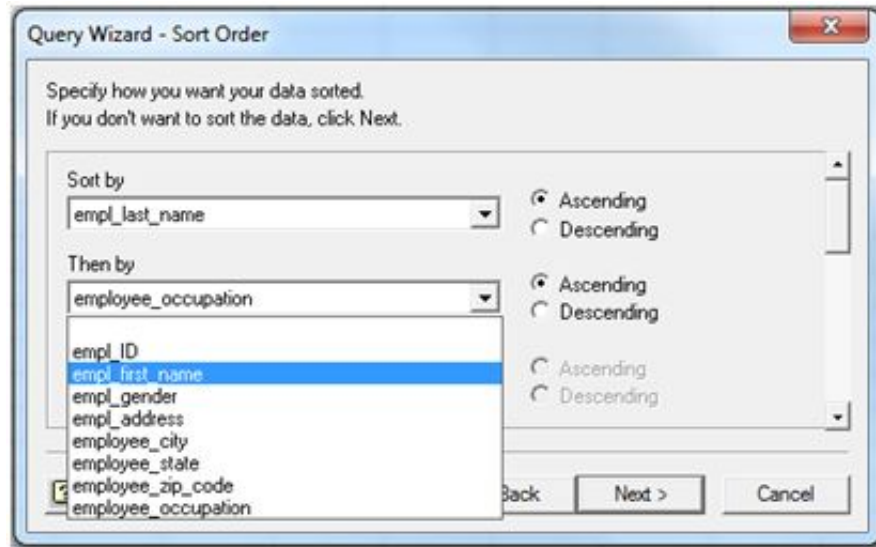 Query Wizard - Sort Order
Specify how you want your data sorted.
If you don't want to sort the data, click Next.
Sort by
empl_last_name
Ascending
Descending
Then by
employee_occupation
Ascending
Descending
empl_ID
empl_first_name
empl_gender
empl_address
employee_city
employee_state
employee_zip_code
employee_occupation
Ascending
Descending
Back
Next >
Cancel